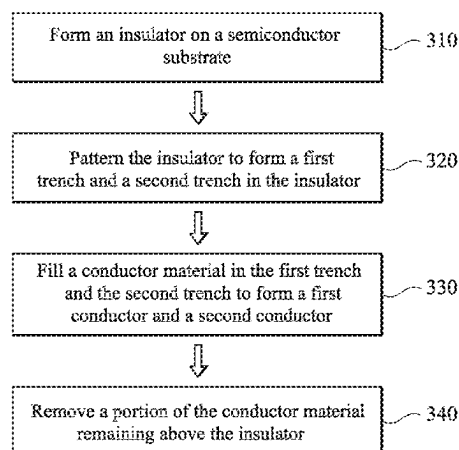 Form an insulator on a semiconductor
substrate
310
Pattern the insulator to form a first
trench and a second trench in the insulator
320
Fill a conductor material in the first trench
and the second trench to form a first
conductor and a second conductor
330
Remove a portion of the conductor material
remaining above the insulator
340